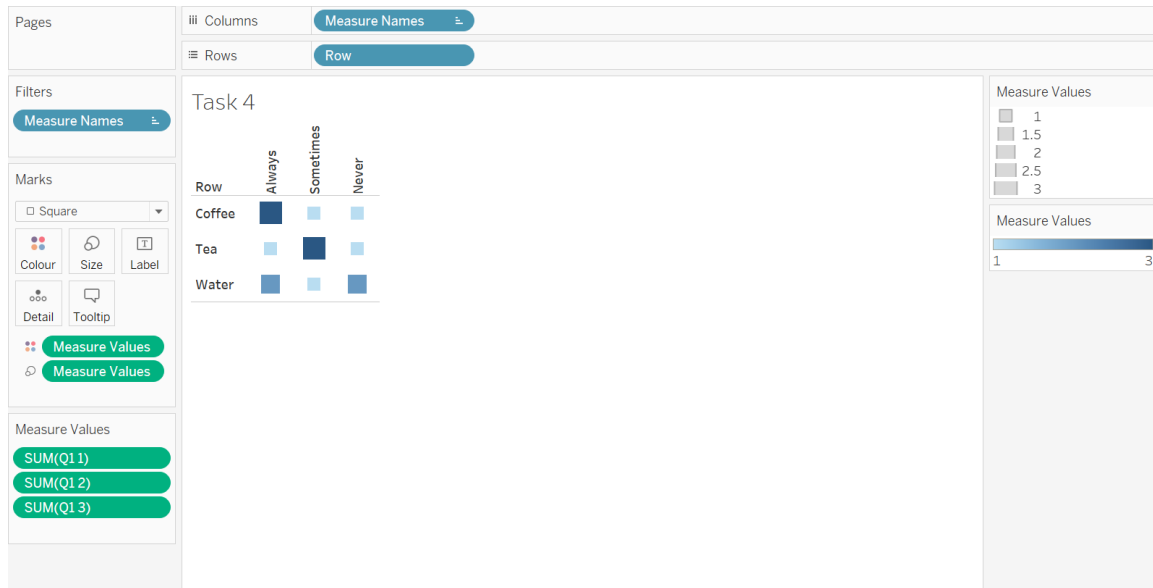 Pages
Columns
Measure Names
Rows
Row
Filters
Measure Names
Marks
Square
Colour
Size
Label
T
Detail
Tooltip
Measure Values
Measure Values
Measure Values
SUM(Q1 1)
SUM(Q1 2)
SUM(Q1 3)
Task 4
Row
Always
Sometimes
Never
Coffee
Tea
Water
Measure Values
1
1.5
2
2.5
3
Measure Values
1 3